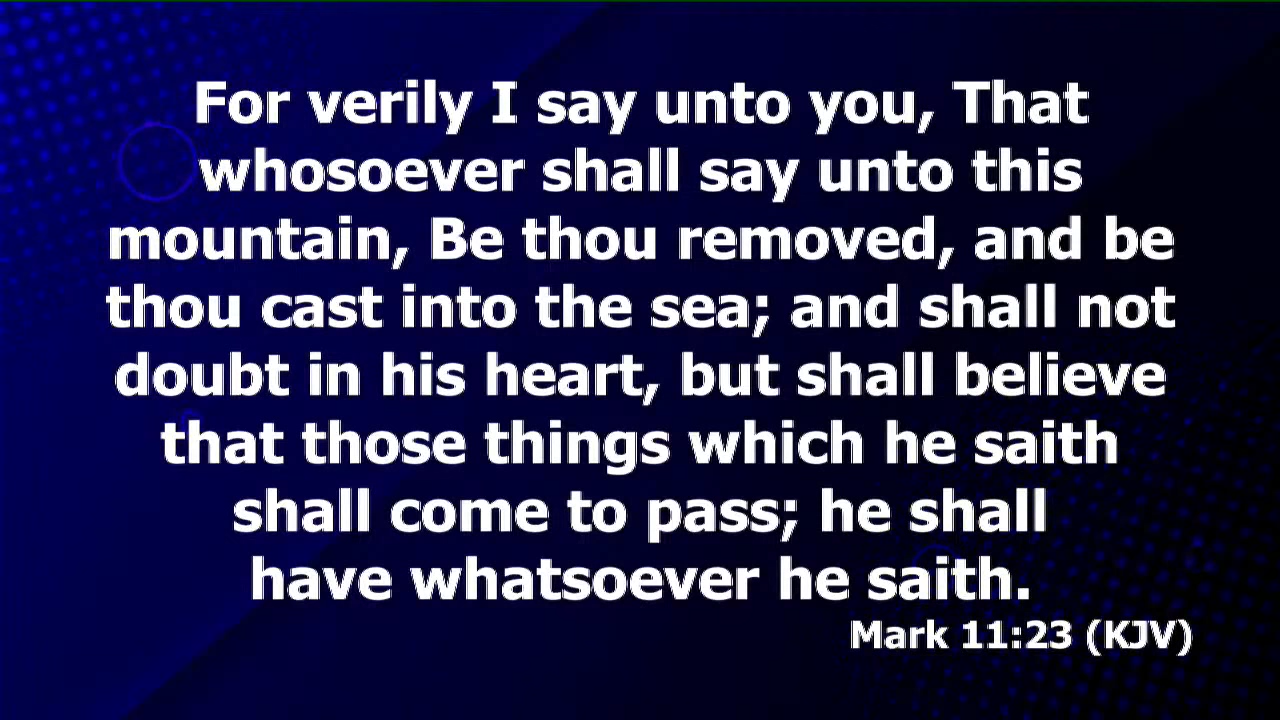 For verily I say unto you, That
whosoever shall say unto this
mountain, Be thou removed, and be
thou cast into the sea; and shall not
doubt in his heart, but shall believe
that those things which he saith
shall come to pass; he shall
have whatsoever he saith.
Mark 11:23 (KJV)